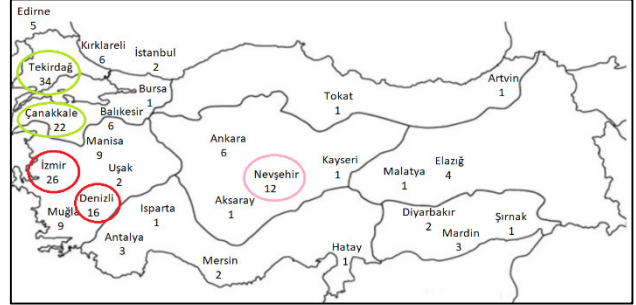 Edirne
5
Kırklareli
6
İstanbul
2
Tekirdağ
34
Bursa
1
Çanakkale
22
Balıkesir
6
Manisa
9
İzmir
26
Uşak
2
Denizli
16
Muğla
9
Isparta
1
Antalya
3
Ankara
6
Nevşehir
12
Aksaray
1
Kayseri
1
Mersin
2
Tokat
1
Artvin
1
Malatya
1
Elazığ
4
Diyarbakır
2
Mardin
3
Şırnak
1
Hatay
1